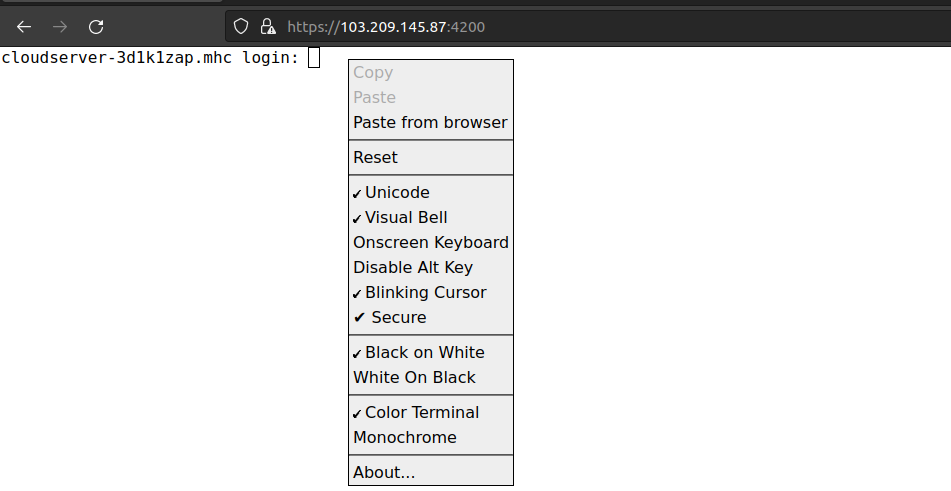 https://103.209.145.87:4200
cloudserver-3d1k1zap.mhc login:
Copy
Paste
Paste from browser
Reset
✓Unicode
✓Visual Bell
Onscreen Keyboard
Disable Alt Key
✓Blinking Cursor
✔ Secure
✓Black on White
White On Black
✓Color Terminal
Monochrome
About...